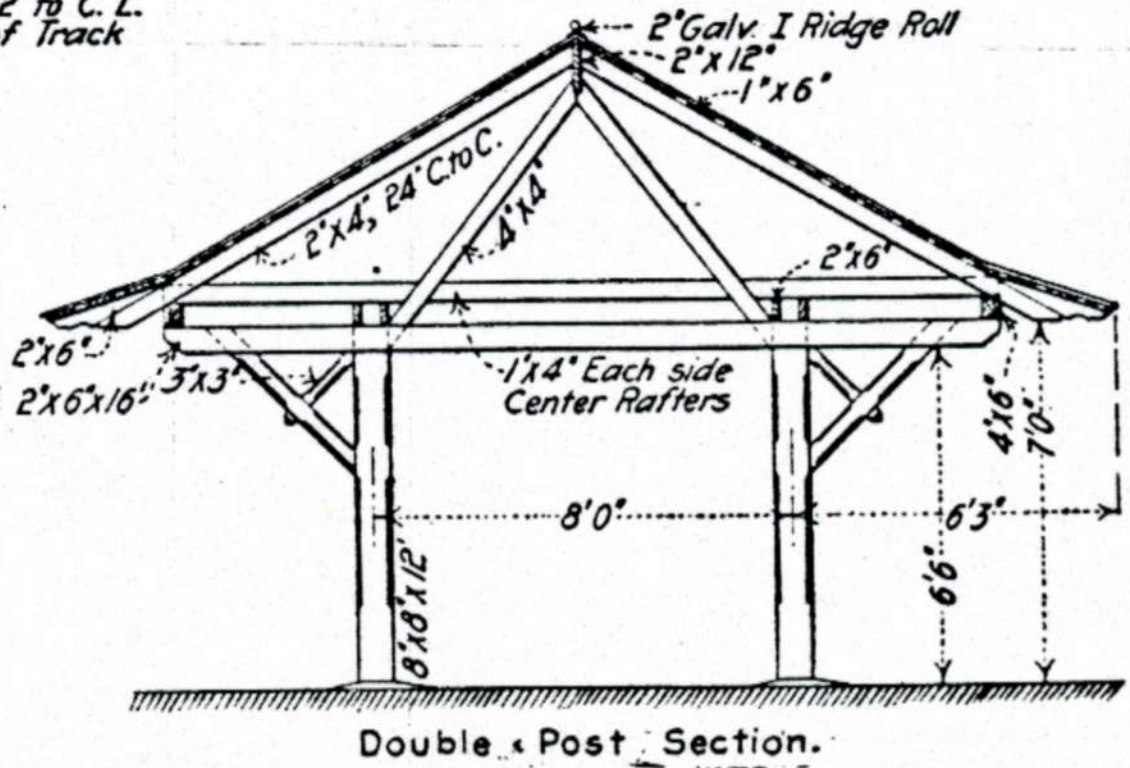 2 to C. L.
of Track
2" Galv. I Ridge Roll
2"x12"
1"x6"
2"x4", 24" C. to C.
4"x4"
2"x6"
2"x6"
2"x6"x16'
3"x3"
1"x4" Each side
Center Rafters
4"x6"
7'0"
8'0"
6'3"
6'6"
8"x8"x12'
Double Post Section.